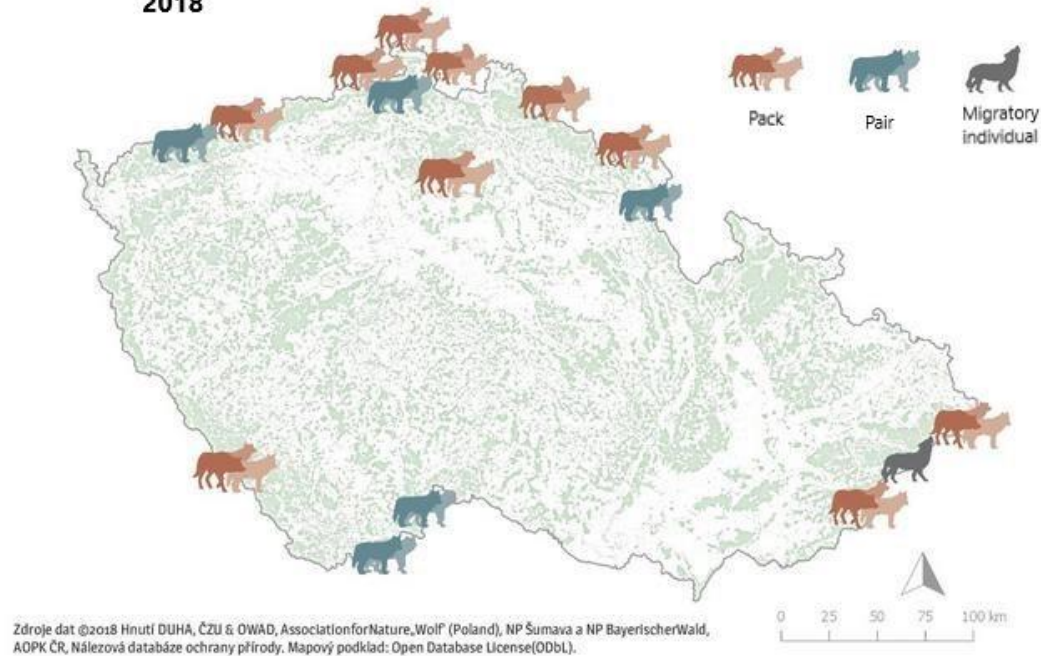 2018
Pack
Pair
Migratory
individual
0 25 50 75 100 km
Zdroje dat ©2018 Hnutí DUHA, ČZU & OWAD, AssociationforNature„Wolf‘ (Poland), NP Šumava a NP BayerischerWald,
AOPK ČR, Nálezová databáze ochrany přírody. Mapový podklad: Open Database License(ODbL).